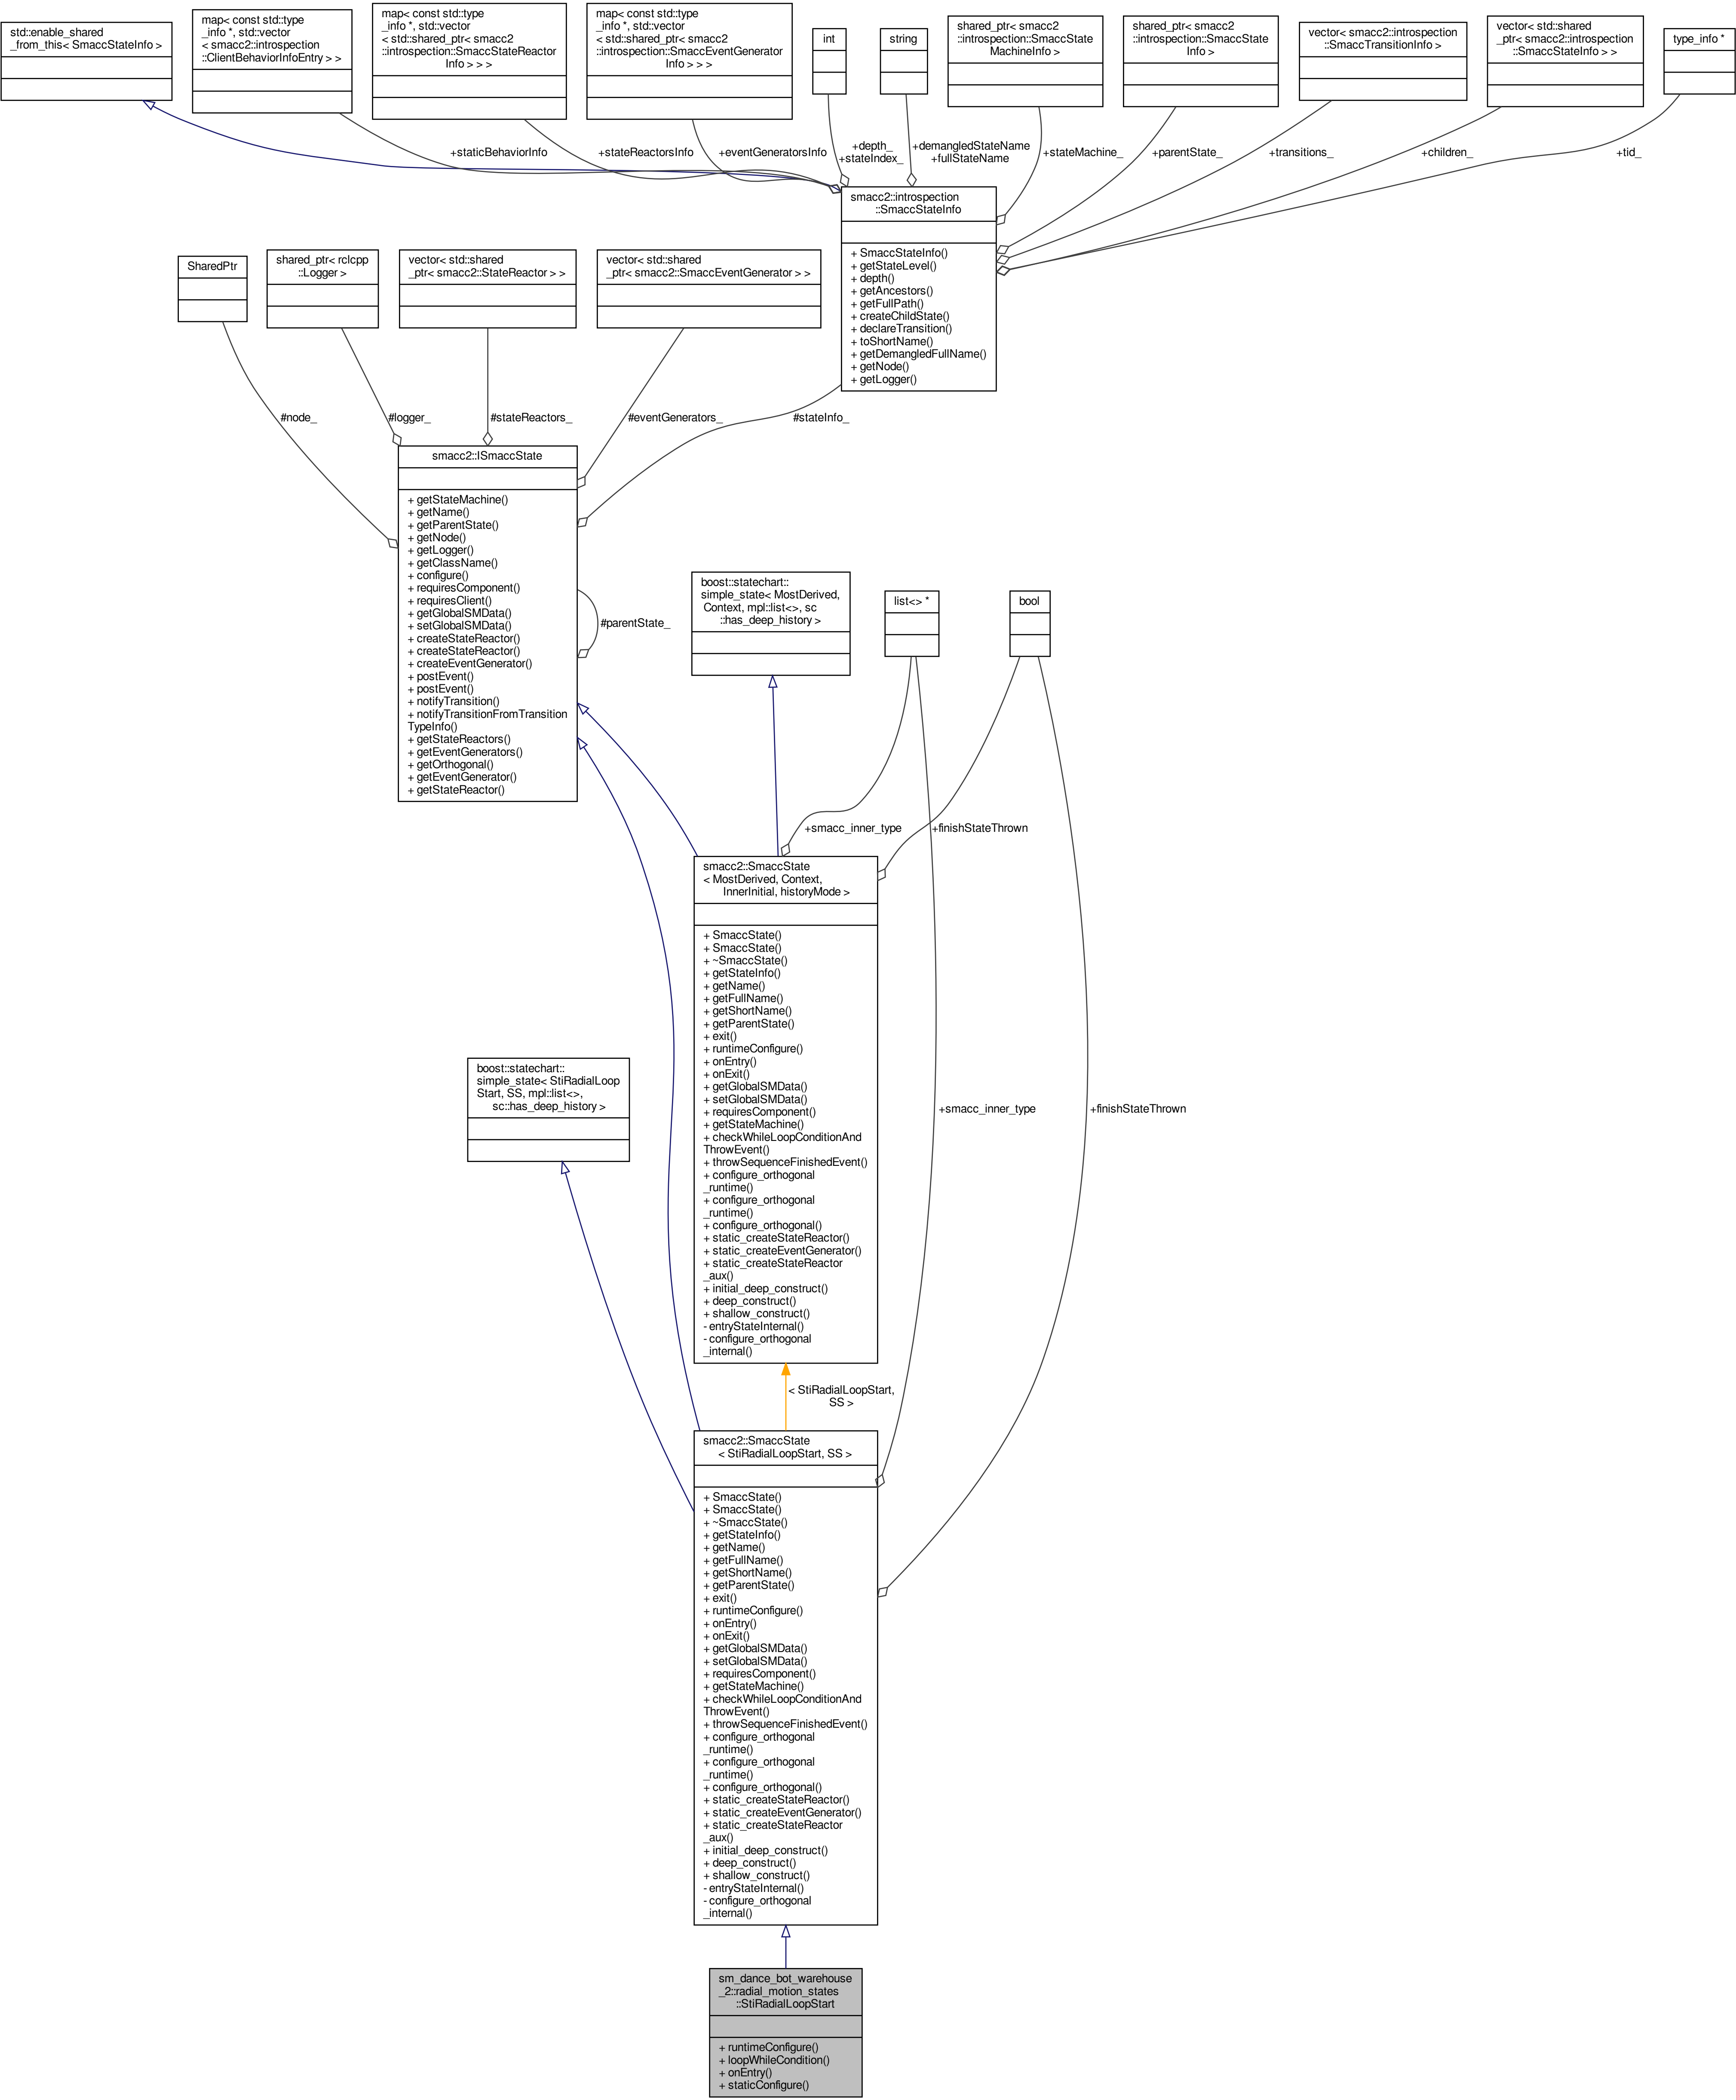 std::enable_shared
_from_this< SmaccStateInfo >
map< const std::type
_info *, std::vector
< smacc2::introspection
::ClientBehaviorInfoEntry > >
map< const std::type
_info *, std::vector
< std::shared_ptr< smacc2
::introspection::SmaccStateReactor
Info > > >
map< const std::type
_info *, std::vector
< std::shared_ptr< smacc2
::introspection::SmaccEventGenerator
Info > > >
int
string
shared_ptr< smacc2
::introspection::SmaccState
MachineInfo >
shared_ptr< smacc2
::introspection::SmaccState
Info >
vector< smacc2::introspection
::SmaccTransitionInfo >
vector< std::shared
_ptr< smacc2::introspection
::SmaccStateInfo > >
type_info *
+staticBehaviorInfo
+stateReactorsInfo
+eventGeneratorsInfo
+depth_
+stateIndex_
+demangledStateName
+fullStateName
+stateMachine_
+parentState_
+transitions_
+children_
+tid_
smacc2::introspection
::SmaccStateInfo
+ SmaccStateInfo()
+ getStateLevel()
+ depth()
+ getAncestors()
+ getFullPath()
+ createChildState()
+ declareTransition()
+ toShortName()
+ getDemangledFullName()
+ getNode()
+ getLogger()
SharedPtr
shared_ptr< rclcpp
::Logger >
vector< std::shared
_ptr< smacc2::StateReactor > >
vector< std::shared
_ptr< smacc2::SmaccEventGenerator > >
#node_
#logger_
#stateReactors_
#eventGenerators_
#stateInfo_
smacc2::ISmaccState
+ getStateMachine()
+ getName()
+ getParentState()
+ getNode()
+ getLogger()
+ getClassName()
+ configure()
+ requiresComponent()
+ requiresClient()
+ getGlobalSMData()
+ setGlobalSMData()
+ createStateReactor()
+ createStateReactor()
+ createEventGenerator()
+ postEvent()
+ postEvent()
+ notifyTransition()
+ notifyTransitionFromTransition
TypeInfo()
+ getStateReactors()
+ getEventGenerators()
+ getOrthogonal()
+ getEventGenerator()
+ getStateReactor()
#parentState_
boost::statechart::
simple_state< MostDerived,
Context, mpl::list<>, sc
::has_deep_history >
list<> *
bool
+smacc_inner_type
+finishStateThrown
smacc2::SmaccState
< MostDerived, Context,
InnerInitial, historyMode >
+ SmaccState()
+ SmaccState()
+ ~SmaccState()
+ getStateInfo()
+ getName()
+ getFullName()
+ getShortName()
+ getParentState()
+ exit()
+ runtimeConfigure()
+ onEntry()
+ onExit()
+ getGlobalSMData()
+ setGlobalSMData()
+ requiresComponent()
+ getStateMachine()
+ checkWhileLoopConditionAnd
ThrowEvent()
+ throwSequenceFinishedEvent()
+ configure_orthogonal
_runtime()
+ configure_orthogonal
_runtime()
+ configure_orthogonal()
+ static_createStateReactor()
+ static_createEventGenerator()
+ static_createStateReactor
_aux()
+ initial_deep_construct()
+ deep_construct()
+ shallow_construct()
- entryStateInternal()
- configure_orthogonal
_internal()
boost::statechart::
simple_state< StiRadialLoop
Start, SS, mpl::list<>,
sc::has_deep_history >
+smacc_inner_type
+finishStateThrown
< StiRadialLoopStart,
SS >
smacc2::SmaccState
< StiRadialLoopStart, SS >
+ SmaccState()
+ SmaccState()
+ ~SmaccState()
+ getStateInfo()
+ getName()
+ getFullName()
+ getShortName()
+ getParentState()
+ exit()
+ runtimeConfigure()
+ onEntry()
+ onExit()
+ getGlobalSMData()
+ setGlobalSMData()
+ requiresComponent()
+ getStateMachine()
+ checkWhileLoopConditionAnd
ThrowEvent()
+ throwSequenceFinishedEvent()
+ configure_orthogonal
_runtime()
+ configure_orthogonal
_runtime()
+ configure_orthogonal()
+ static_createStateReactor()
+ static_createEventGenerator()
+ static_createStateReactor
_aux()
+ initial_deep_construct()
+ deep_construct()
+ shallow_construct()
- entryStateInternal()
- configure_orthogonal
_internal()
sm_dance_bot_warehouse
_2::radial_motion_states
::StiRadialLoopStart
+ runtimeConfigure()
+ loopWhileCondition()
+ onEntry()
+ staticConfigure()